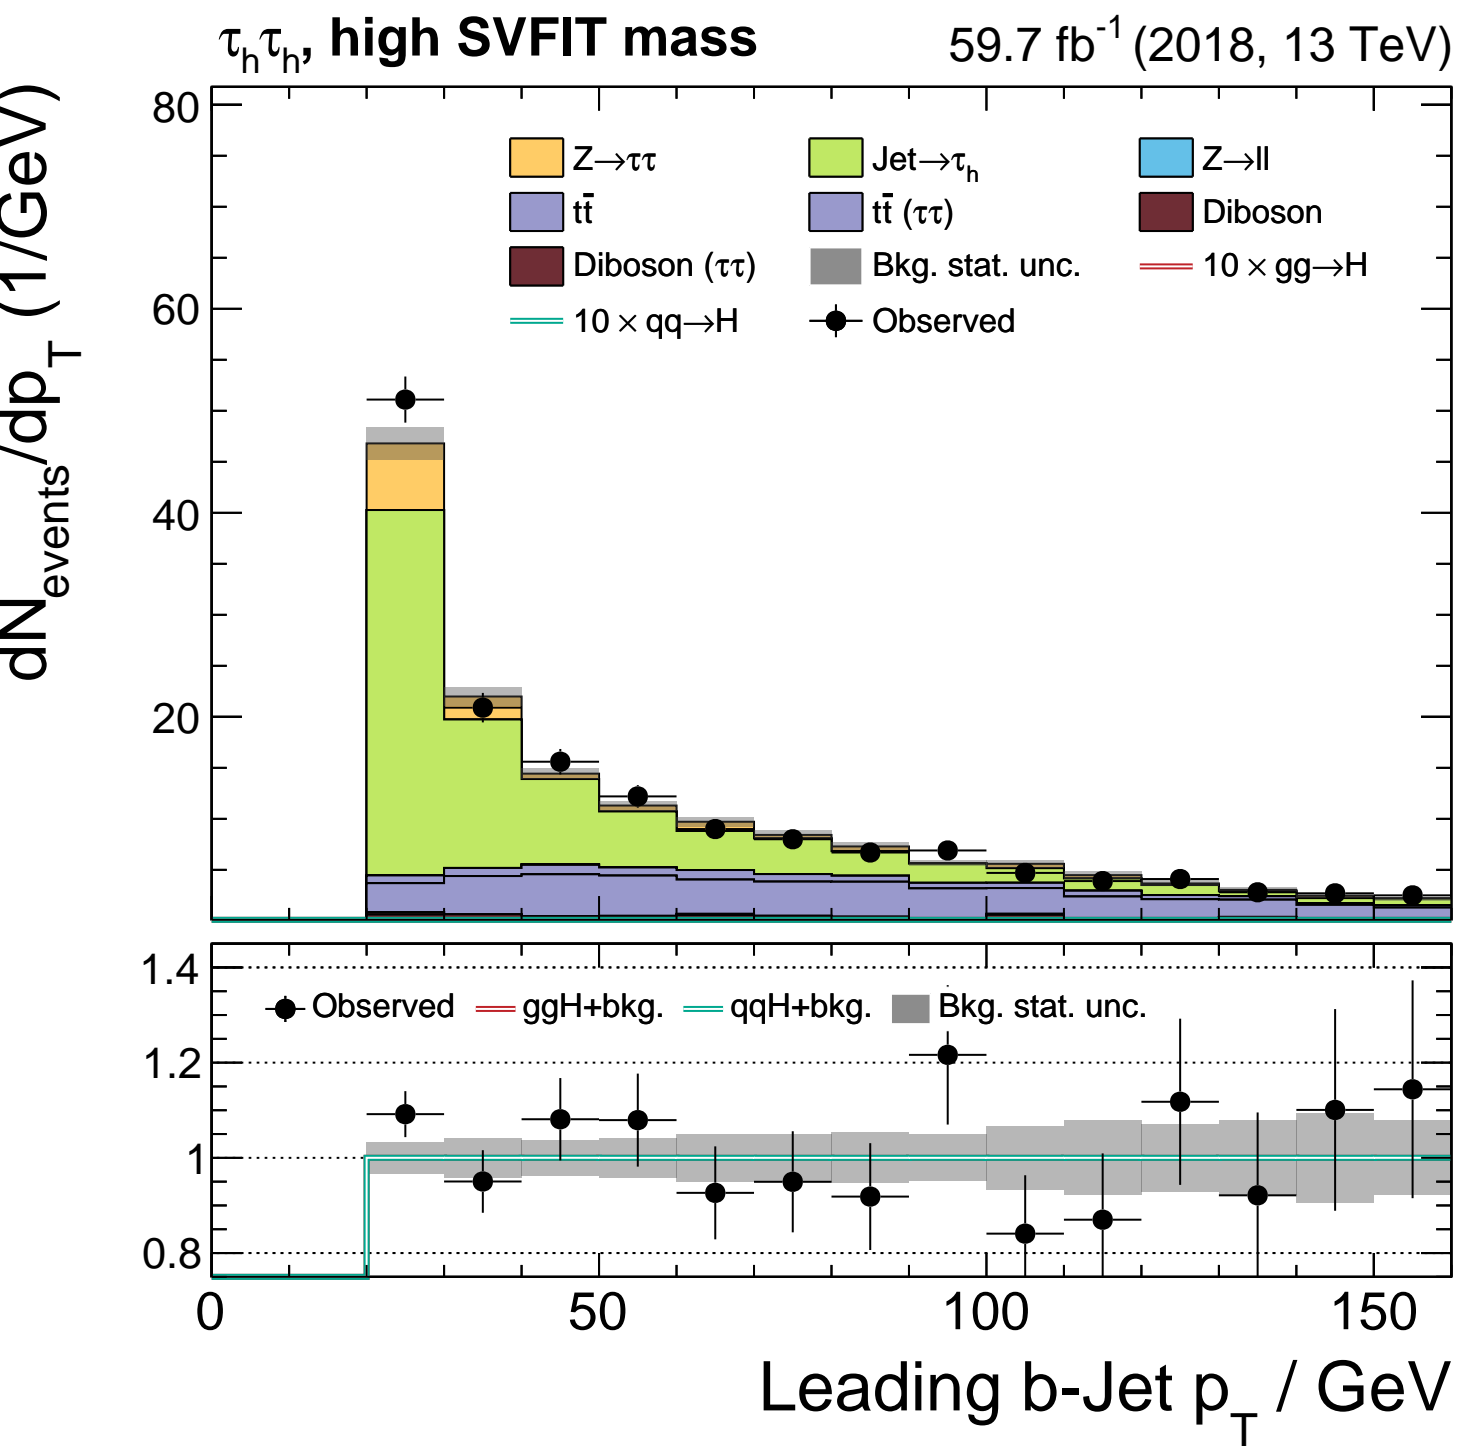 τhτh, high SVFIT mass 59.7 fb-1 (2018, 13 TeV)
dNevents/dpT (1/GeV)
80
60
40
20
Z→ττ Jet→τh Z→ll
tt̄ tt̄ (ττ) Diboson
Diboson (ττ) Bkg. stat. unc. 10 × gg→H
10 × qq→H Observed
1.4
1.2
1
0.8
Observed ggH+bkg. qqH+bkg. Bkg. stat. unc.
0 50 100 150
Leading b-Jet pT / GeV